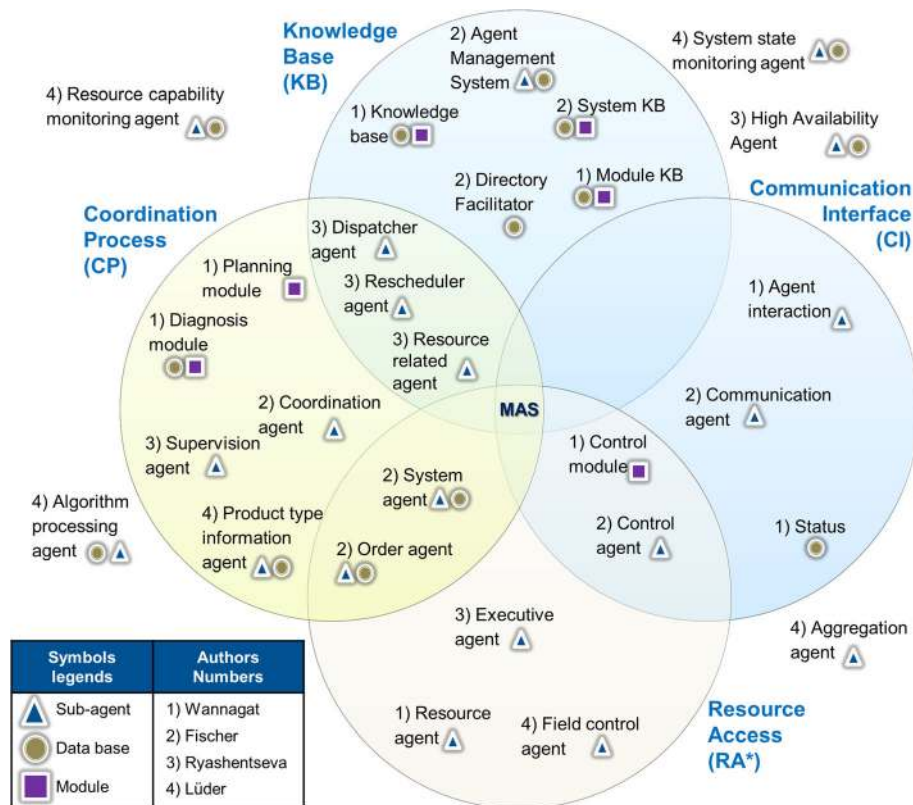 Knowledge
Base
(KB)
2) Agent
Management
System
4) System state
monitoring agent
4) Resource capability
monitoring agent
1) Knowledge
base
2) System KB
3) High Availability
Agent
2) Directory
Facilitator
1) Module KB
Communication
Interface
(CI)
Coordination
Process
(CP)
3) Dispatcher
agent
1) Planning
module
3) Rescheduler
agent
1) Agent
interaction
1) Diagnosis
module
3) Resource
related
agent
2) Coordination
agent
MAS
2) Communication
agent
3) Supervision
agent
1) Control
module
2) System
agent
4) Algorithm
processing
agent
4) Product type
information
agent
2) Order agent
2) Control
agent
1) Status
3) Executive
agent
4) Aggregation
agent
1) Resource
agent
4) Field control
agent
Resource
Access
(RA*)
Symbols
legends
Authors
Numbers
Sub-agent
Data base
Module
1) Wannagat
2) Fischer
3) Ryashentseva
4) Lüder